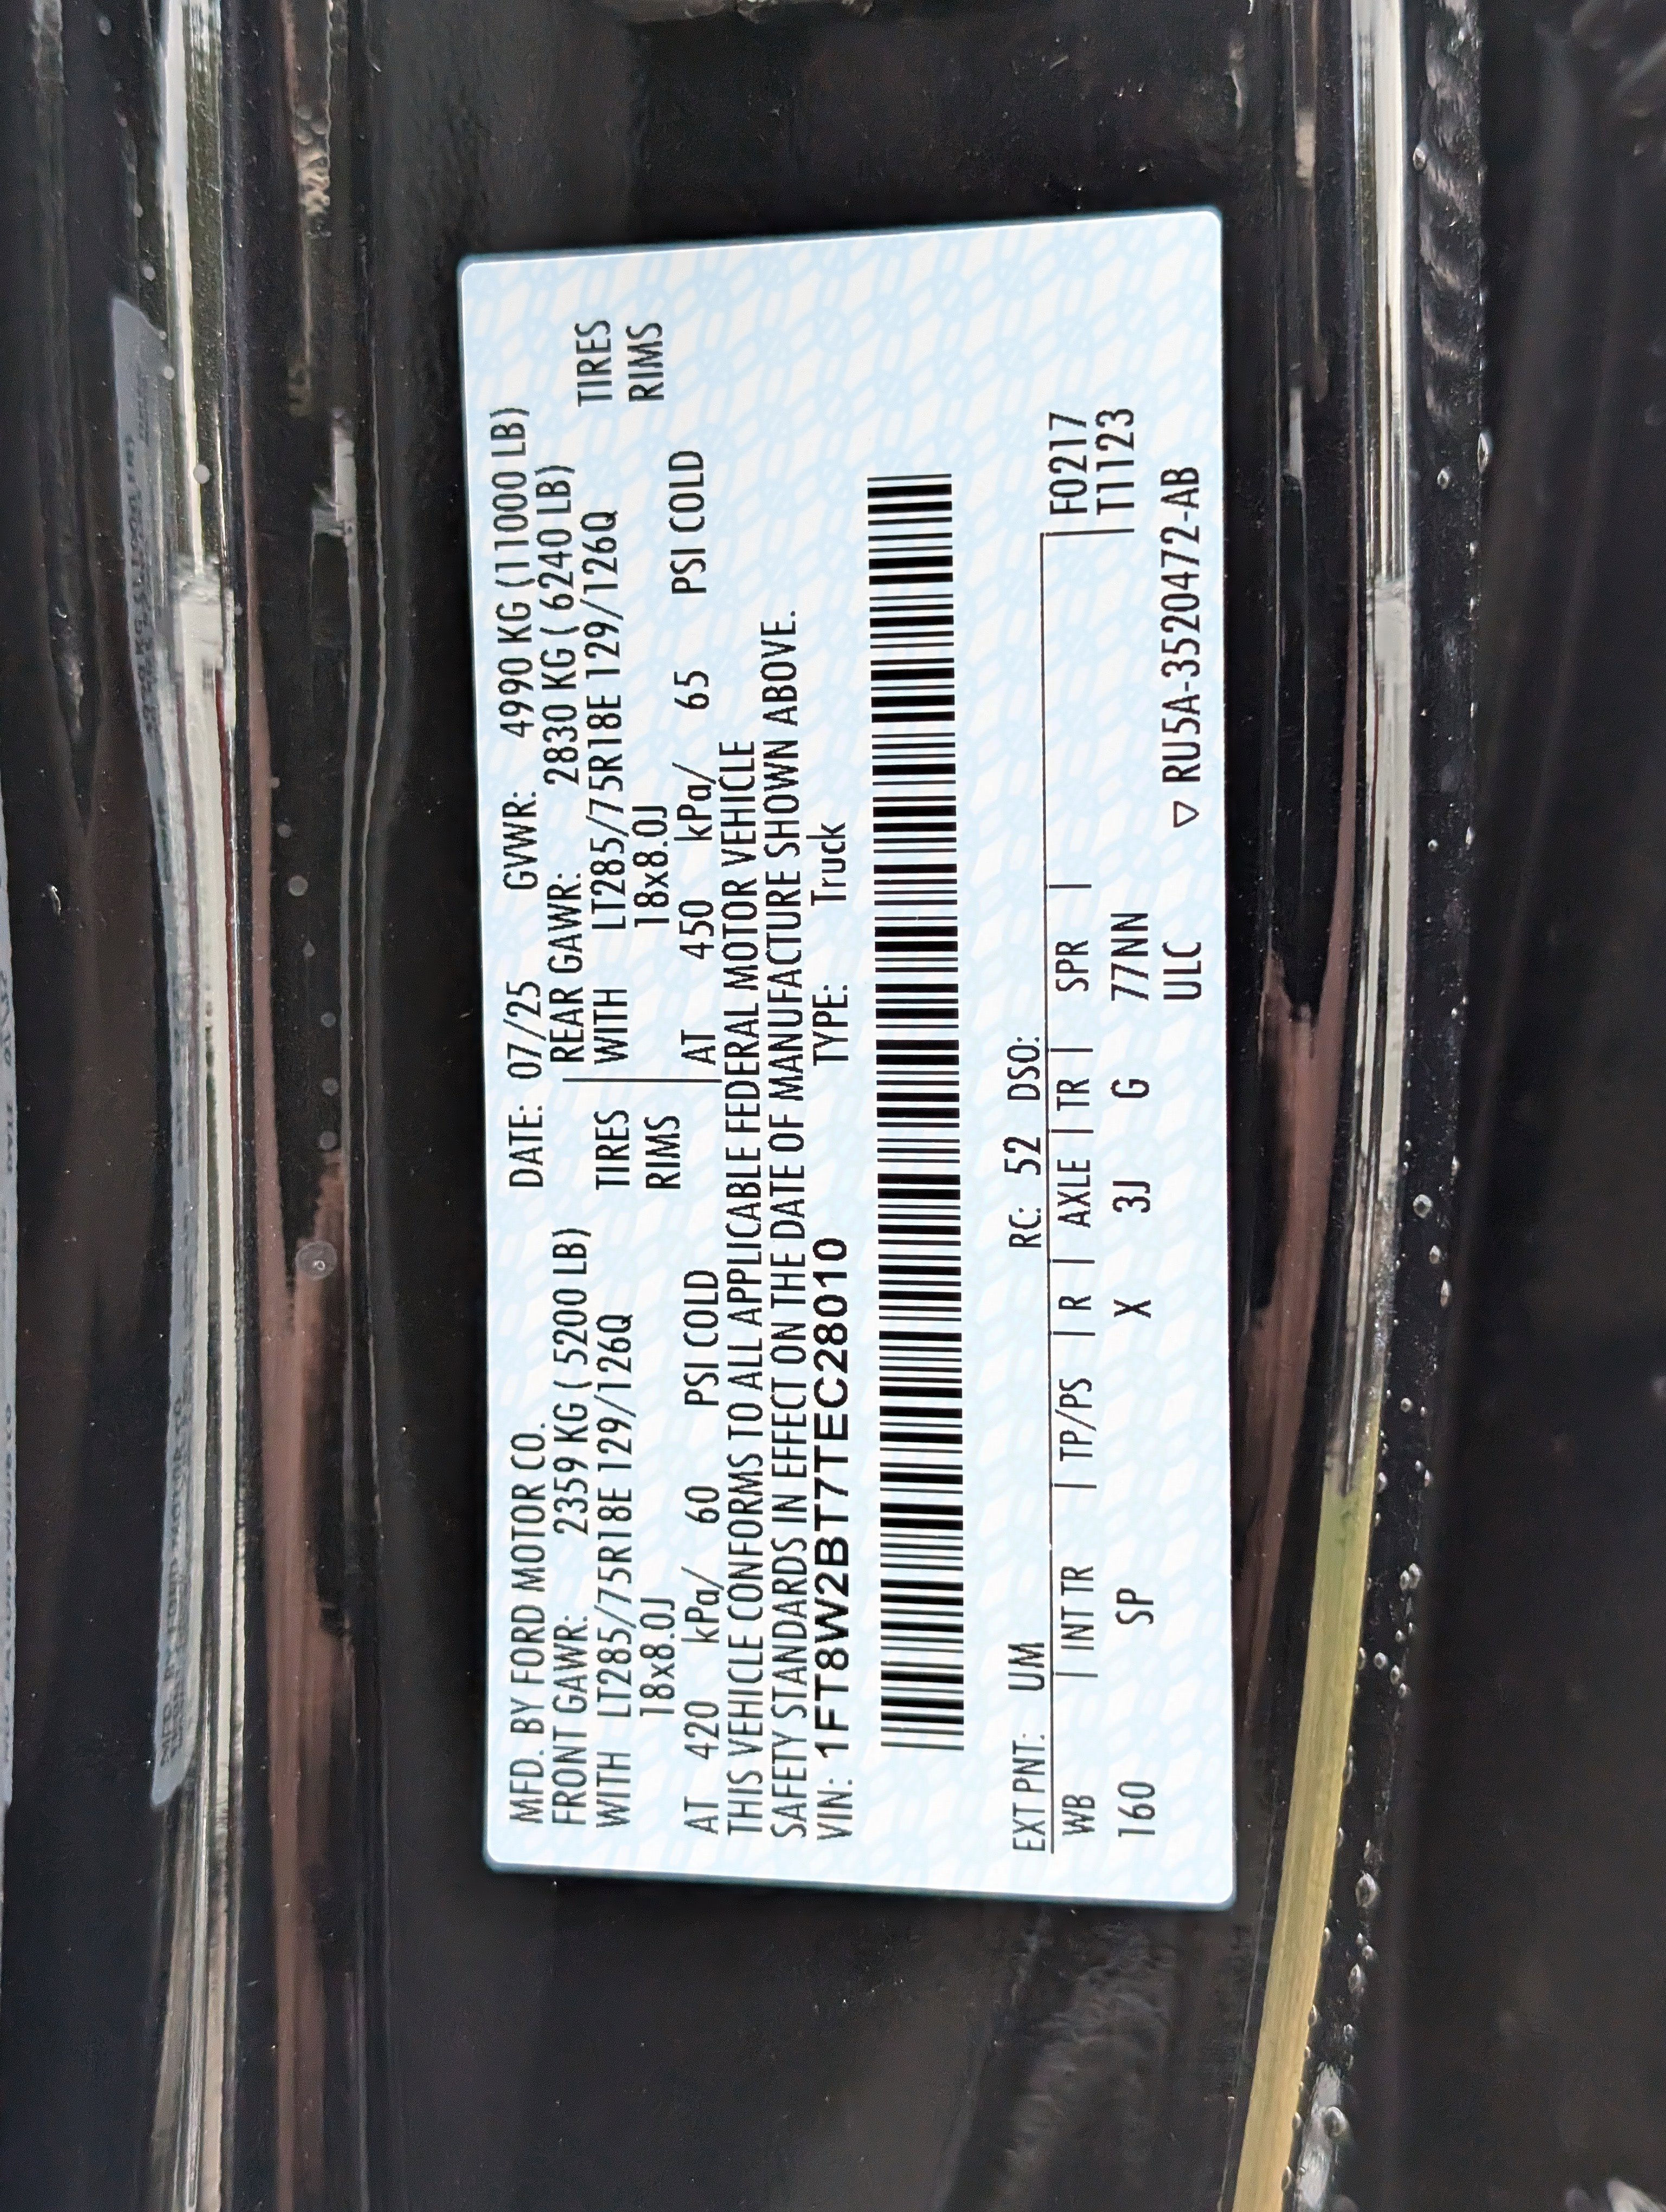 MFD. BY FORD MOTOR CO. DATE: 07/25 GVWR: 4990 KG (11000 LB)
FRONT GAWR: 2359 KG ( 5200 LB) REAR GAWR: 2830 KG ( 6240 LB)
WITH LT285/75R18E 129/126Q TIRES WITH LT285/75R18E 129/126Q TIRES
18x8.0J RIMS 18x8.0J RIMS
AT 420 kPa/ 60 PSI COLD AT 450 kPa/ 65 PSI COLD
THIS VEHICLE CONFORMS TO ALL APPLICABLE FEDERAL MOTOR VEHICLE
SAFETY STANDARDS IN EFFECT ON THE DATE OF MANUFACTURE SHOWN ABOVE.
VIN: 1FT8W2BT7TEC28010 TYPE: Truck
EXT PNT: UM RC: 52 DSO:
WB | INT TR | TP/PS | R | AXLE | TR | SPR | F0217
160 SP X 3J G 77NN T1123
ULC ▽ RU5A-3520472-AB